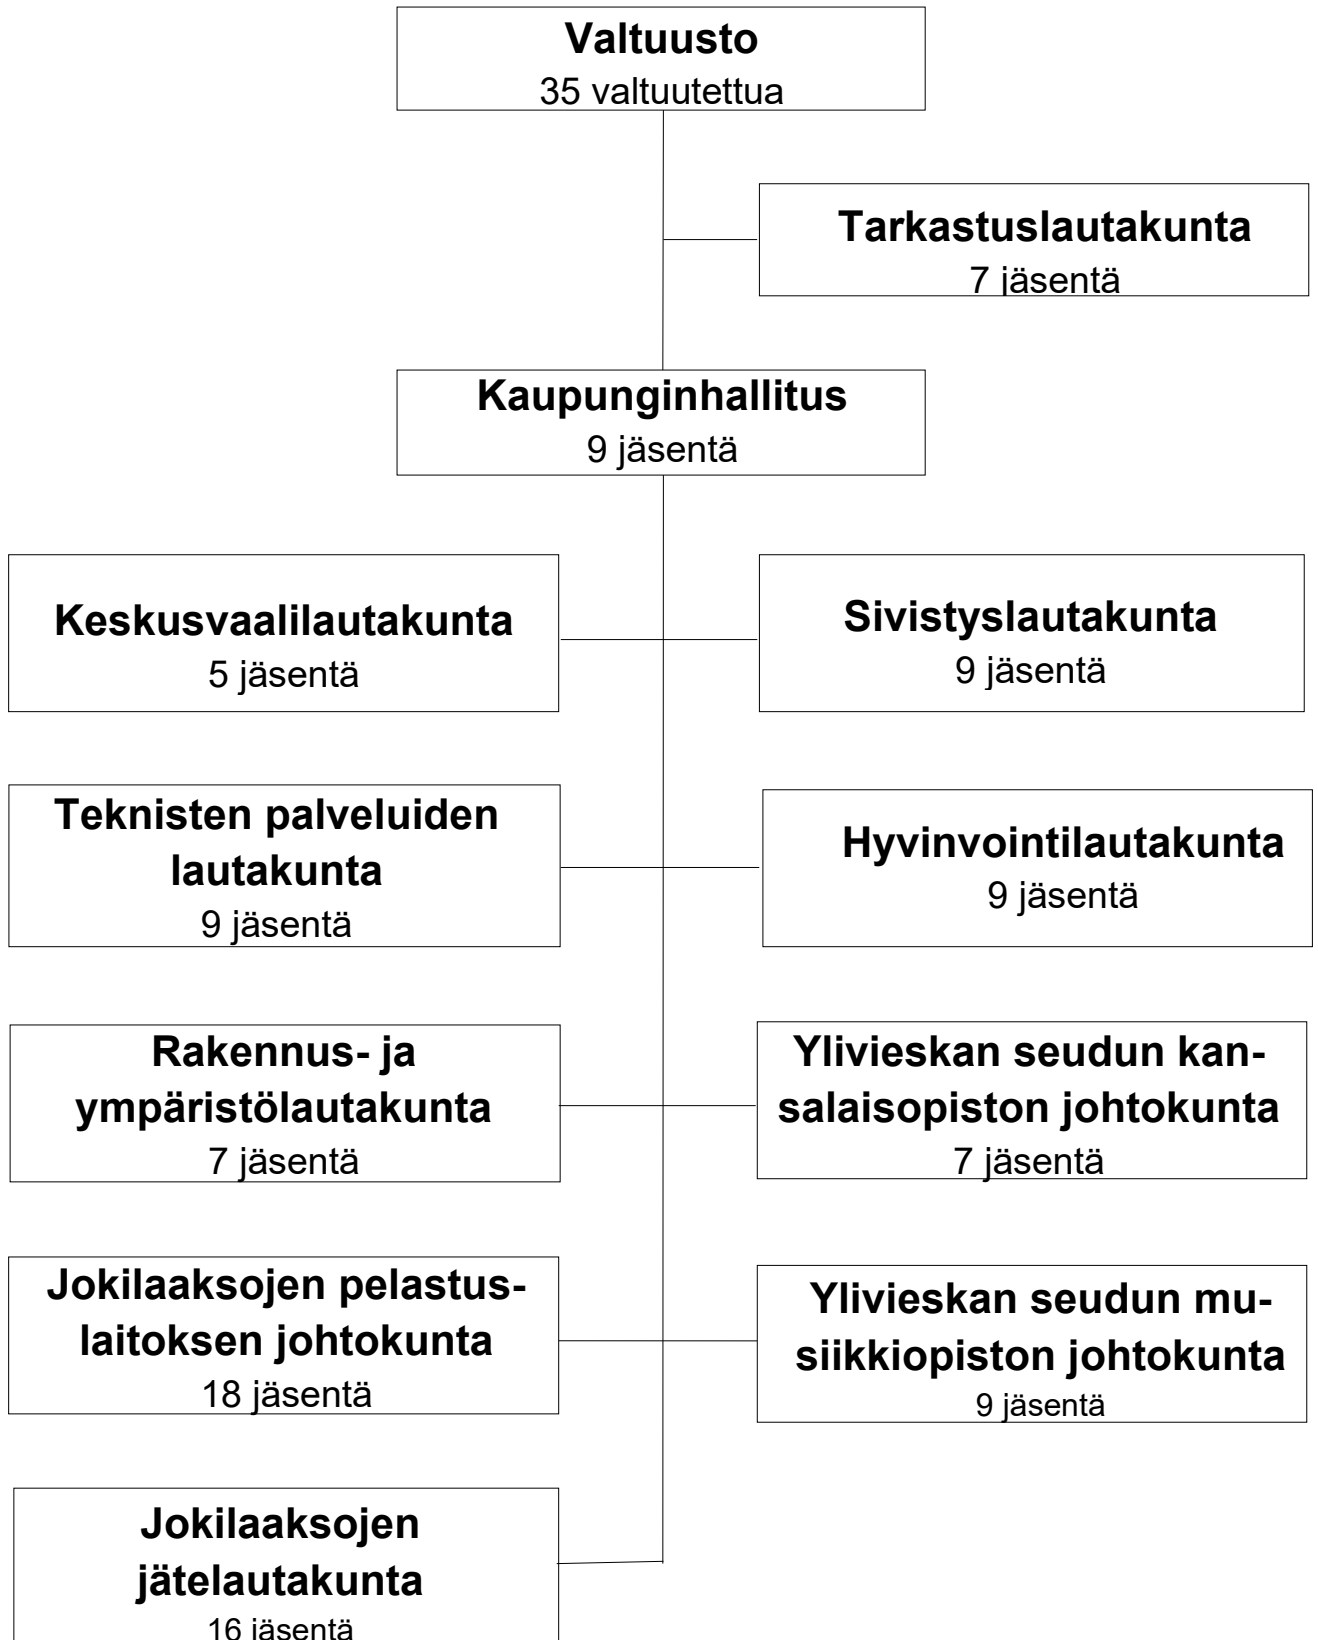 Valtuusto
35 valtuutettua
Tarkastuslautakunta
7 jäsentä
Kaupunginhallitus
9 jäsentä
Keskusvaalilautakunta
5 jäsentä
Sivistyslautakunta
9 jäsentä
Teknisten palveluiden
lautakunta
9 jäsentä
Hyvinvointilautakunta
9 jäsentä
Rakennus- ja
ympäristölautakunta
7 jäsentä
Ylivieskan seudun kan-
salaisopiston johtokunta
7 jäsentä
Jokilaaksojen pelastus-
laitoksen johtokunta
18 jäsentä
Ylivieskan seudun mu-
siikkiopiston johtokunta
9 jäsentä
Jokilaaksojen
jätelautakunta
16 jäsentä